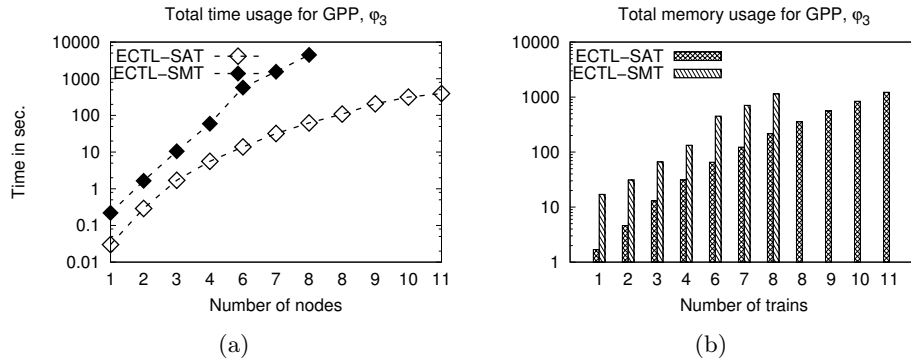 Total time usage for GPP, φ3
10000
1000
100
10
1
0.1
0.01
ECTL-SAT
ECTL-SMT
Time in sec.
1 2 3 4 6 7 8 8 9 10 11
Number of nodes
(a)
Total memory usage for GPP, φ3
10000
1000
100
10
1
ECTL-SAT
ECTL-SMT
1 2 3 4 6 7 8 8 9 10 11
Number of trains
(b)